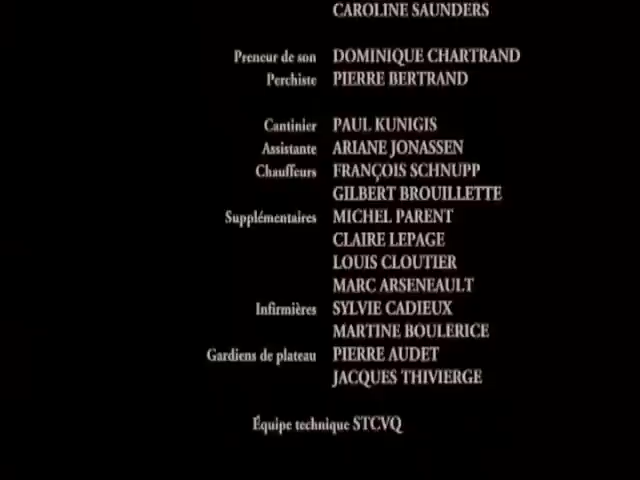 CAROLINE SAUNDERS
Preneur de son DOMINIQUE CHARTRAND
Perchiste PIERRE BERTRAND
Cantinier PAUL KUNIGIS
Assistante ARIANE JONASSEN
Chauffeurs FRANÇOIS SCHNUPP
GILBERT BROUILLETTE
Supplémentaires MICHEL PARENT
CLAIRE LEPAGE
LOUIS CLOUTIER
MARC ARSENEAULT
Infirmières SYLVIE CADIEUX
MARTINE BOULERICE
Gardiens de plateau PIERRE AUDET
JACQUES THIVIERGE
Équipe technique STCVQ